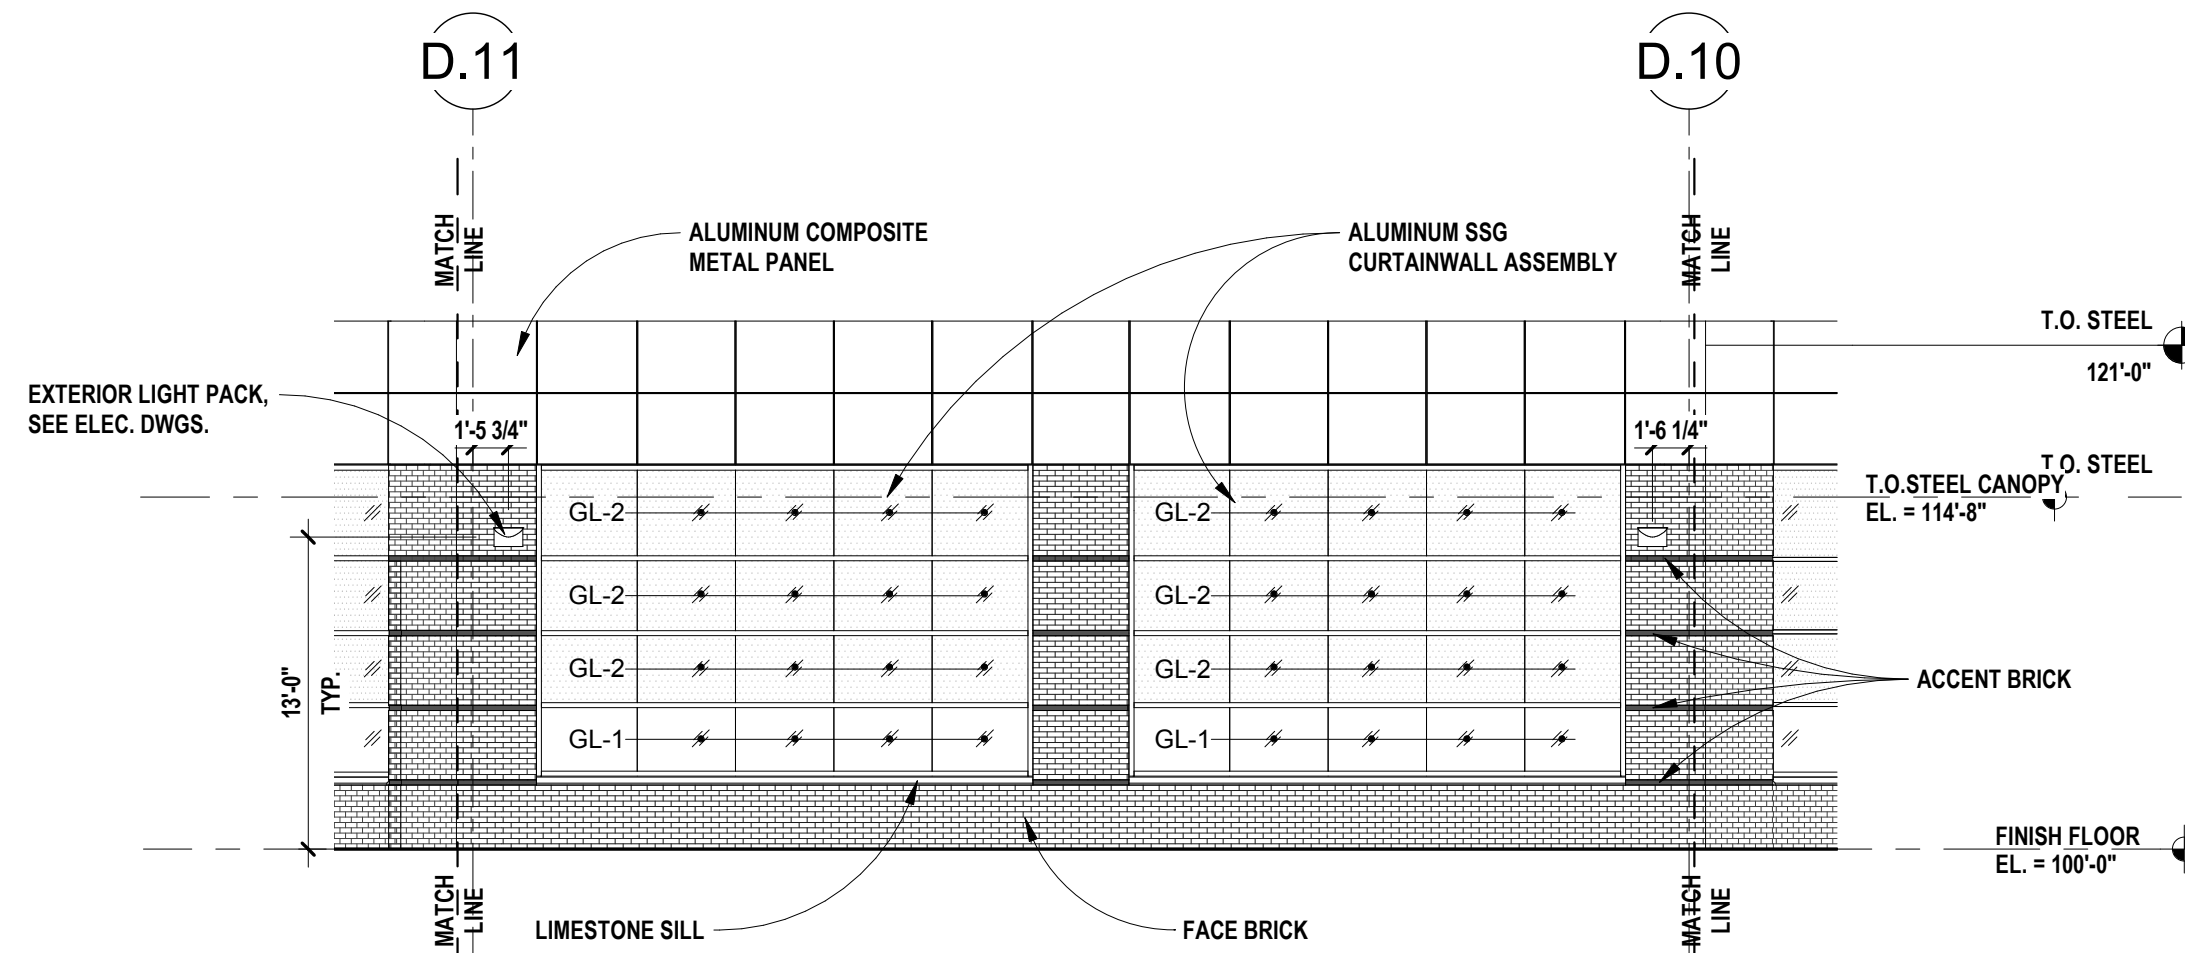 D.11
D.10
MATCH
LINE
MATCH
LINE
ALUMINUM COMPOSITE
METAL PANEL
ALUMINUM SSG
CURTAINWALL ASSEMBLY
T.O. STEEL
121'-0"
EXTERIOR LIGHT PACK,
SEE ELEC. DWGS.
1'-5 3/4"
1'-6 1/4"
T.O. STEEL
T.O.STEEL CANOPY
EL. = 114'-8"
GL-2
GL-2
GL-2
GL-2
GL-2
GL-2
13'-0"
TYP.
ACCENT BRICK
GL-1
GL-1
FINISH FLOOR
EL. = 100'-0"
MATCH
LINE
MATCH
LINE
LIMESTONE SILL
FACE BRICK